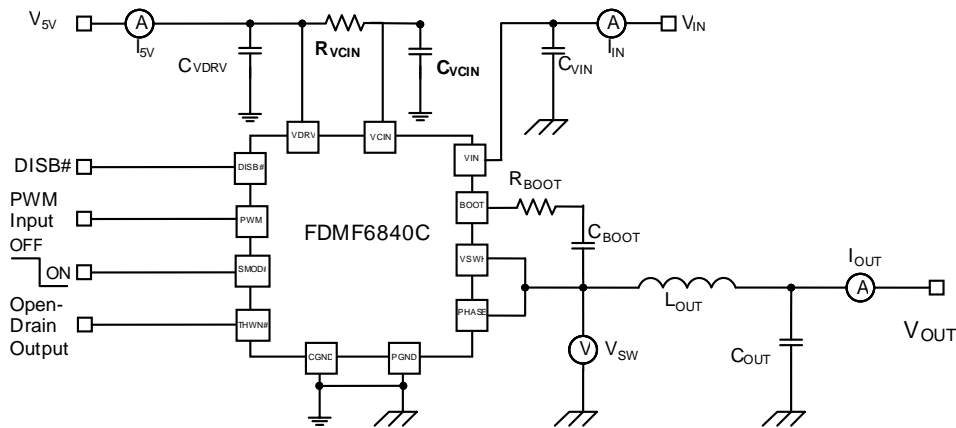 V5V
A
I5V
RVCIN
CVDRV
CVCIN
A
VIN
IIN
CVIN
VDRV
VCIN
DISB#
DISB#
VIN
PWM
Input
PWM
BOOT
RBOOT
CBOOT
FDMF6840C
OFF
ON
SMOD#
VSWH
IOUT
A
LOUT
Open-
Drain
Output
THWN#
PHASE
VOUT
CGND
PGND
V
VSW
COUT